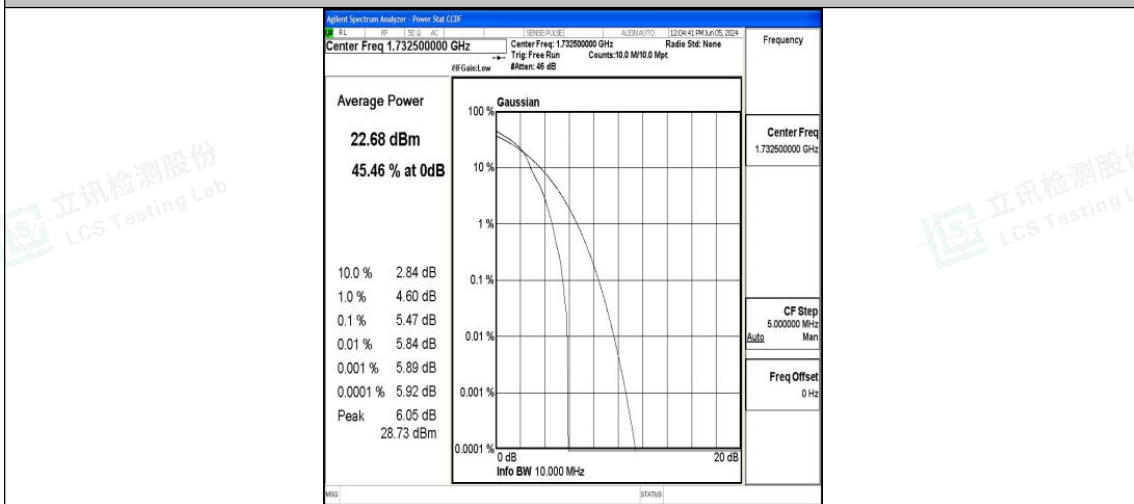 Agilent Spectrum Analyzer - Power Stat CCDF
RL RF 50 Ω AC SENSE:PULSE ALIGN AUTO 12:04:41 PM Jun 05, 2024
Center Freq 1.732500000 GHz
Center Freq: 1.732500000 GHz Radio Std: None
Trig: Free Run Counts:10.0 M/10.0 Mpt
#IFGain:Low #Atten: 46 dB
Frequency
Average Power
22.68 dBm
45.46 % at 0dB
10.0 % 2.84 dB
1.0 % 4.60 dB
0.1 % 5.47 dB
0.01 % 5.84 dB
0.001 % 5.89 dB
0.0001 % 5.92 dB
Peak 6.05 dB
28.73 dBm
Gaussian
100 %
10 %
1 %
0.1 %
0.01 %
0.001 %
0.0001 %
0 dB 20 dB
Info BW 10.000 MHz
Center Freq
1.732500000 GHz
CF Step
5.000000 MHz
Auto Man
Freq Offset
0 Hz
MSG STATUS
立讯检测股份
LCS Testing Lab
立讯检测股份
LCS Testing L